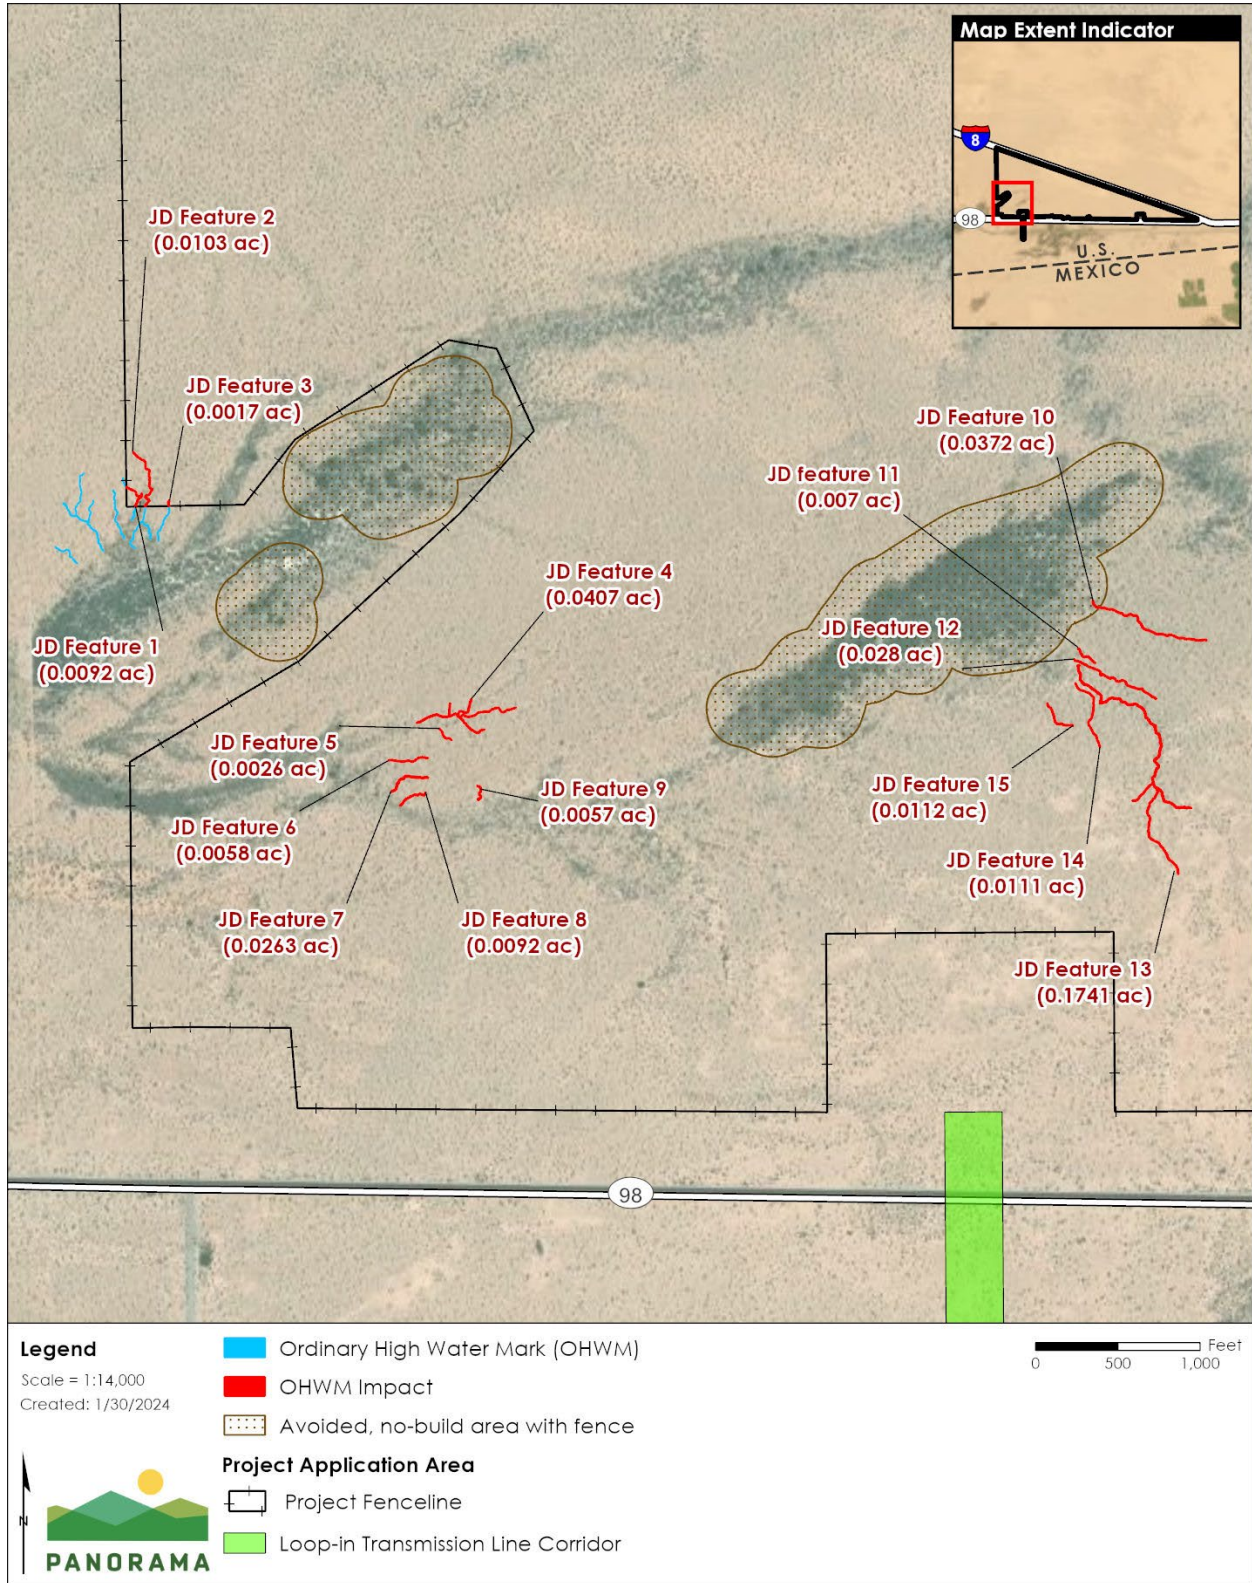 Map Extent Indicator
8
98
U.S.
MEXICO
JD Feature 2
(0.0103 ac)
JD Feature 3
(0.0017 ac)
JD Feature 10
(0.0372 ac)
JD feature 11
(0.007 ac)
JD Feature 4
(0.0407 ac)
JD Feature 12
(0.028 ac)
JD Feature 1
(0.0092 ac)
JD Feature 5
(0.0026 ac)
JD Feature 9
(0.0057 ac)
JD Feature 15
(0.0112 ac)
JD Feature 6
(0.0058 ac)
JD Feature 14
(0.0111 ac)
JD Feature 7
(0.0263 ac)
JD Feature 8
(0.0092 ac)
JD Feature 13
(0.1741 ac)
98
Legend
Scale = 1:14,000
Created: 1/30/2024
N
PANORAMA
Ordinary High Water Mark (OHWM)
OHWM Impact
Avoided, no-build area with fence
Project Application Area
Project Fenceline
Loop-in Transmission Line Corridor
Feet
0 500 1,000